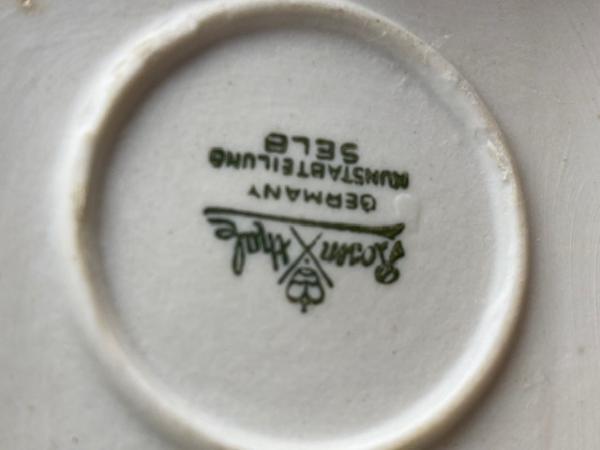 Rosenthal
GERMANY
KUNSTABTEILUNG
SELB